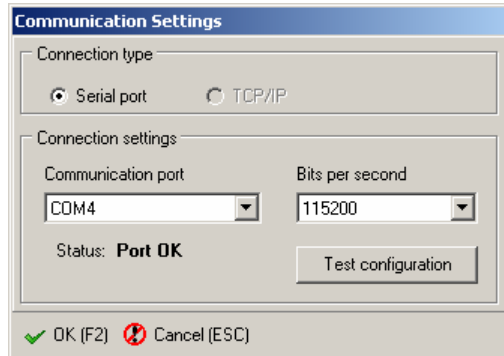 Communication Settings
Connection type
Serial port TCP/IP
Connection settings
Communication port Bits per second
COM4 115200
Status: Port OK Test configuration
OK (F2) Cancel (ESC)